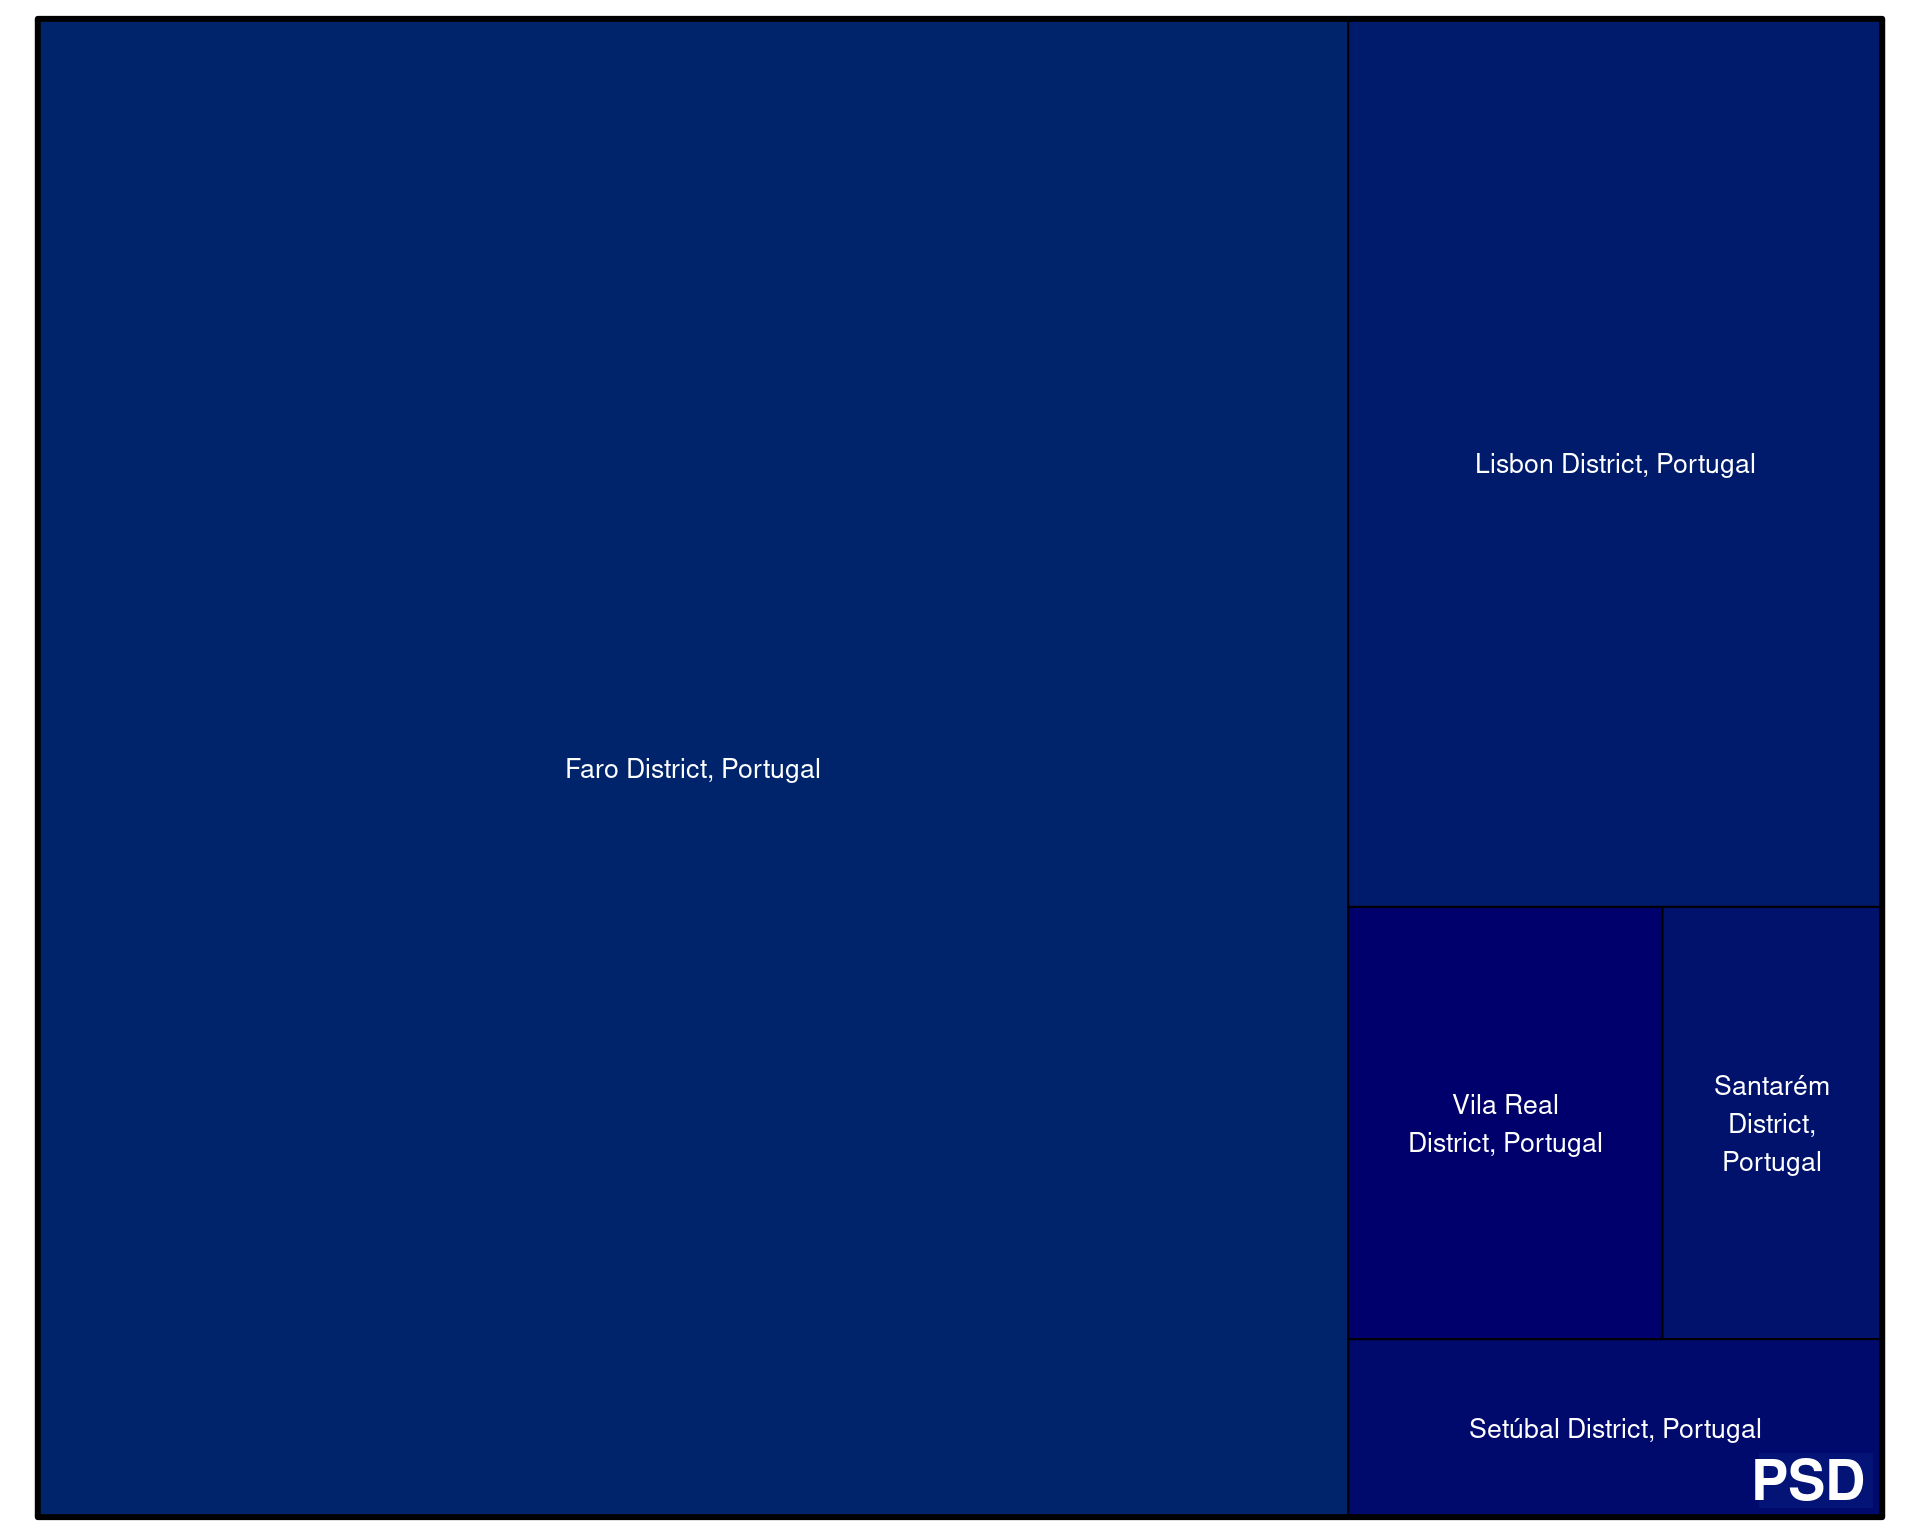 Faro District, Portugal
Lisbon District, Portugal
Vila Real
District, Portugal
Santarém
District,
Portugal
Setúbal District, Portugal
PSD